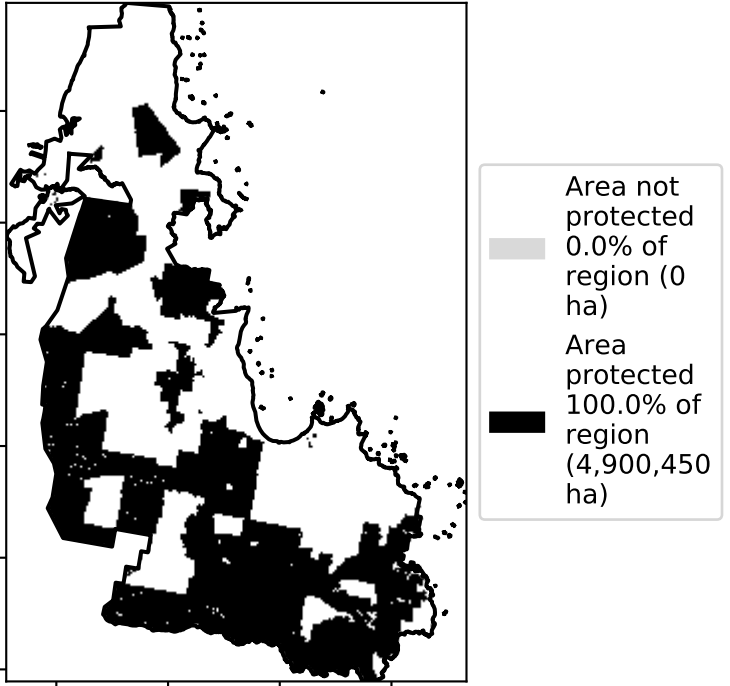 Area not
protected
0.0% of
region (0
ha)
Area
protected
100.0% of
region
(4,900,450
ha)